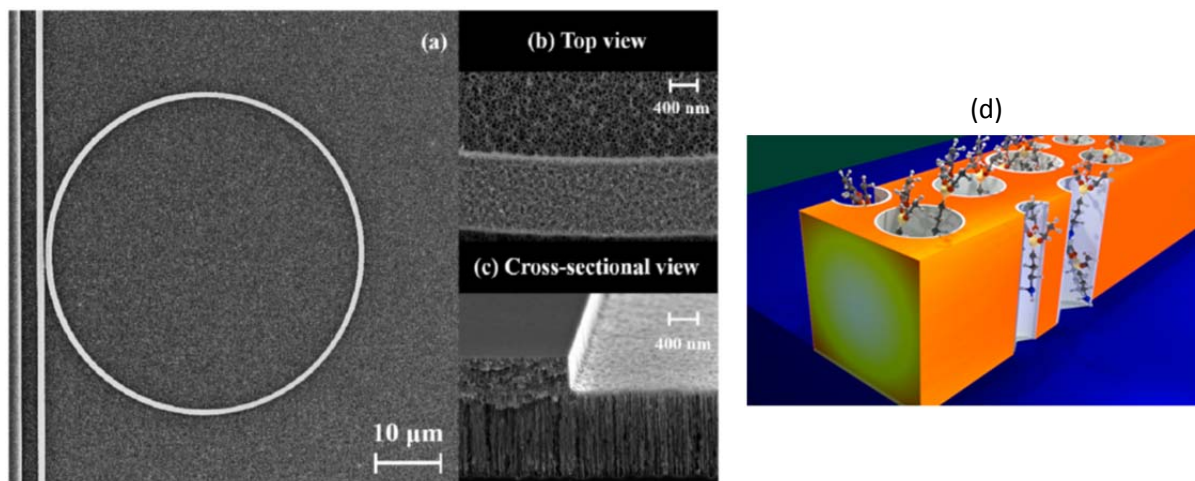 (a)
10 µm
(b) Top view
400 nm
(c) Cross-sectional view
400 nm
(d)